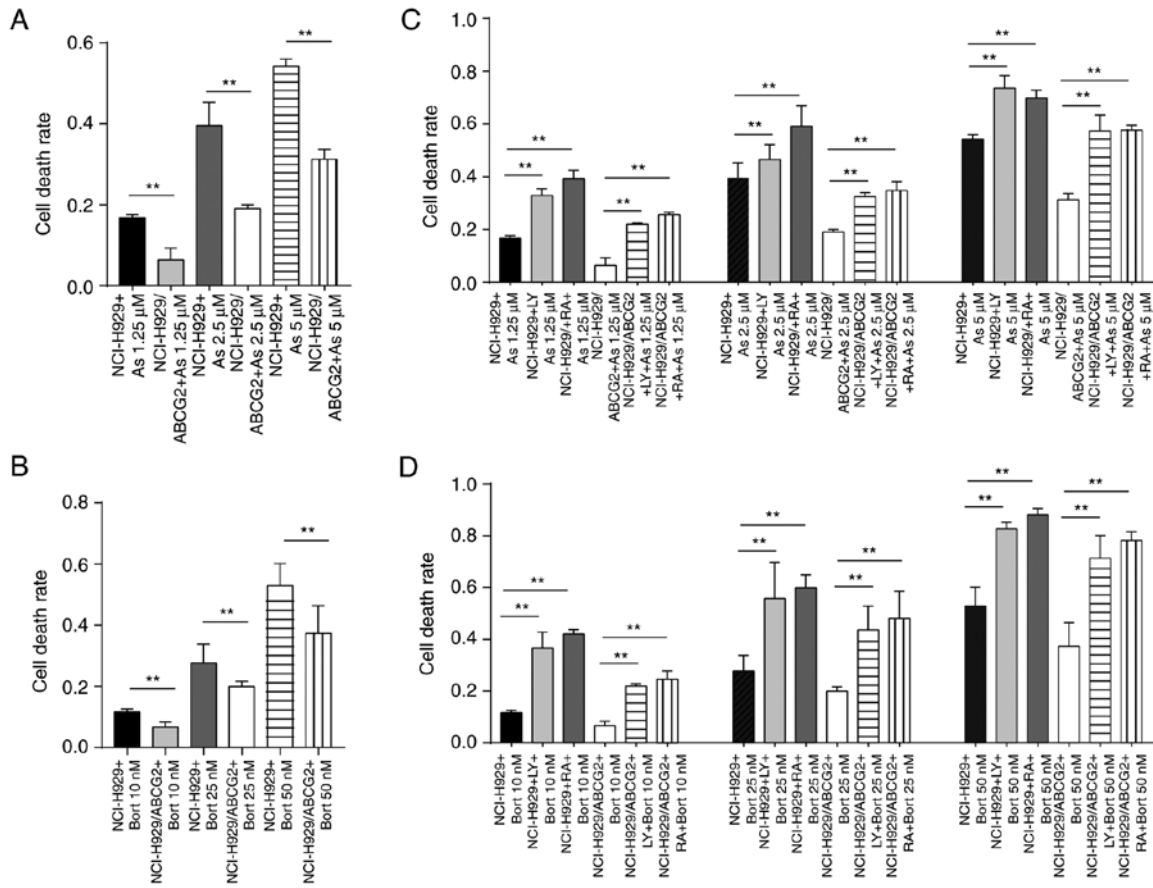 A
Cell death rate
0.6
0.4
0.2
0.0
**
**
**
NCI-H929+
As 1.25 µM
NCI-H929/
ABCG2+As 1.25 µM
NCI-H929+
As 2.5 µM
NCI-H929/
ABCG2+As 2.5 µM
NCI-H929+
As 5 µM
NCI-H929/
ABCG2+As 5 µM
C
Cell death rate
1.0
0.8
0.6
0.4
0.2
0.0
**
**
**
**
**
**
**
**
**
**
**
**
NCI-H929+
As 1.25 µM
NCI-H929+LY
As 1.25 µM
NCI-H929/+RA+
As 1.25 µM
NCI-H929/
ABCG2+As 1.25 µM
NCI-H929/ABCG2
+LY+As 1.25 µM
NCI-H929/ABCG2
+RA+As 1.25 µM
NCI-H929+
As 2.5 µM
NCI-H929+LY
As 2.5 µM
NCI-H929/+RA+
As 2.5 µM
NCI-H929/
ABCG2+As 2.5 µM
NCI-H929/ABCG2
+LY+As 2.5 µM
NCI-H929/ABCG2
+RA+As 2.5 µM
NCI-H929+
As 5 µM
NCI-H929+LY
As 5 µM
NCI-H929/+RA+
As 5 µM
NCI-H929/
ABCG2+As 5 µM
NCI-H929/ABCG2
+LY+As 5 µM
NCI-H929/ABCG2
+RA+As 5 µM
B
Cell death rate
0.8
0.6
0.4
0.2
0.0
**
**
**
NCI-H929+
Bort 10 nM
NCI-H929/ABCG2+
Bort 10 nM
NCI-H929+
Bort 25 nM
NCI-H929/ABCG2+
Bort 25 nM
NCI-H929+
Bort 50 nM
NCI-H929/ABCG2+
Bort 50 nM
D
Cell death rate
1.0
0.8
0.6
0.4
0.2
0.0
**
**
**
**
**
**
**
**
**
**
**
**
NCI-H929+
Bort 10 nM
NCI-H929+LY+
Bort 10 nM
NCI-H929+RA+
Bort 10 nM
NCI-H929/ABCG2+
Bort 10 nM
NCI-H929/ABCG2+
LY+Bort 10 nM
NCI-H929/ABCG2+
RA+Bort 10 nM
NCI-H929+
Bort 25 nM
NCI-H929+LY+
Bort 25 nM
NCI-H929+RA+
Bort 25 nM
NCI-H929/ABCG2+
Bort 25 nM
NCI-H929/ABCG2+
LY+Bort 25 nM
NCI-H929/ABCG2+
RA+Bort 25 nM
NCI-H929+
Bort 50 nM
NCI-H929+LY+
Bort 50 nM
NCI-H929+RA+
Bort 50 nM
NCI-H929/ABCG2+
Bort 50 nM
NCI-H929/ABCG2+
LY+Bort 50 nM
NCI-H929/ABCG2+
RA+Bort 50 nM